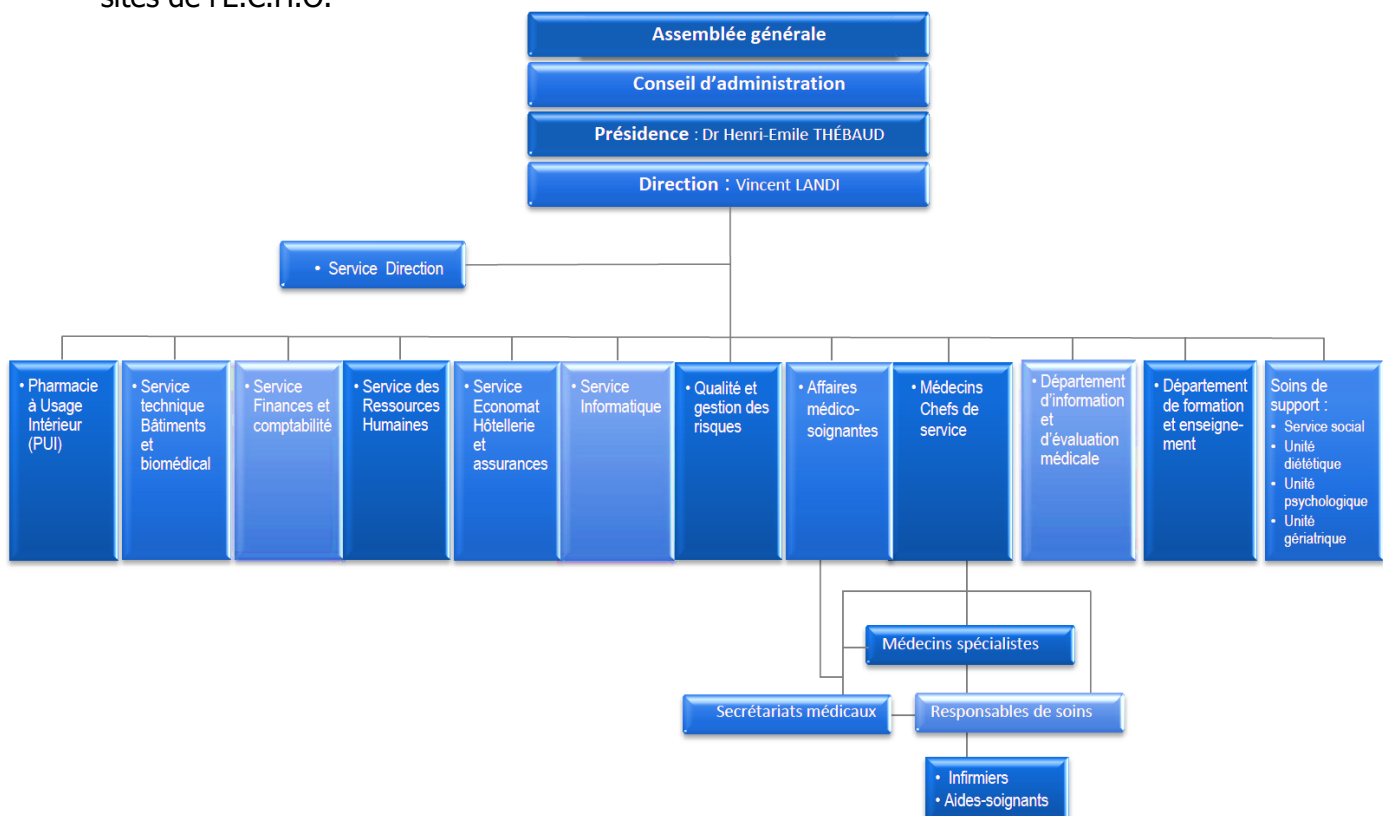 sites de l'E.C.H.O.
Assemblée générale
Conseil d'administration
Présidence : Dr Henri-Emile THÉBAUD
Direction : Vincent LANDI
• Service Direction
• Pharmacie
à Usage
Intérieur
(PUI)
• Service
technique
Bâtiments
et
biomédical
• Service
Finances et
comptabilité
• Service des
Ressources
Humaines
• Service
Economat
Hôtellerie
et
assurances
• Service
Informatique
• Qualité et
gestion des
risques
• Affaires
médico-
soignantes
• Médecins
Chefs de
service
• Département
d'information
et
d'évaluation
médicale
• Département
de formation
et enseigne-
ment
Soins de
support :
• Service social
• Unité
diététique
• Unité
psychologique
• Unité
gériatrique
Médecins spécialistes
Secrétariats médicaux
Responsables de soins
• Infirmiers
• Aides-soignants